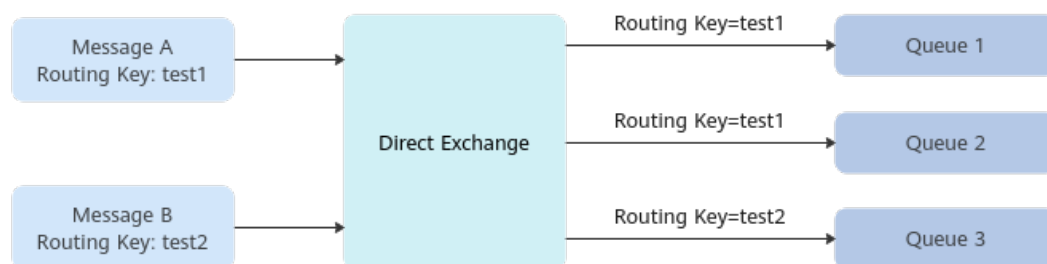 Message A
Routing Key: test1
Message B
Routing Key: test2
Direct Exchange
Routing Key=test1
Queue 1
Routing Key=test1
Queue 2
Routing Key=test2
Queue 3